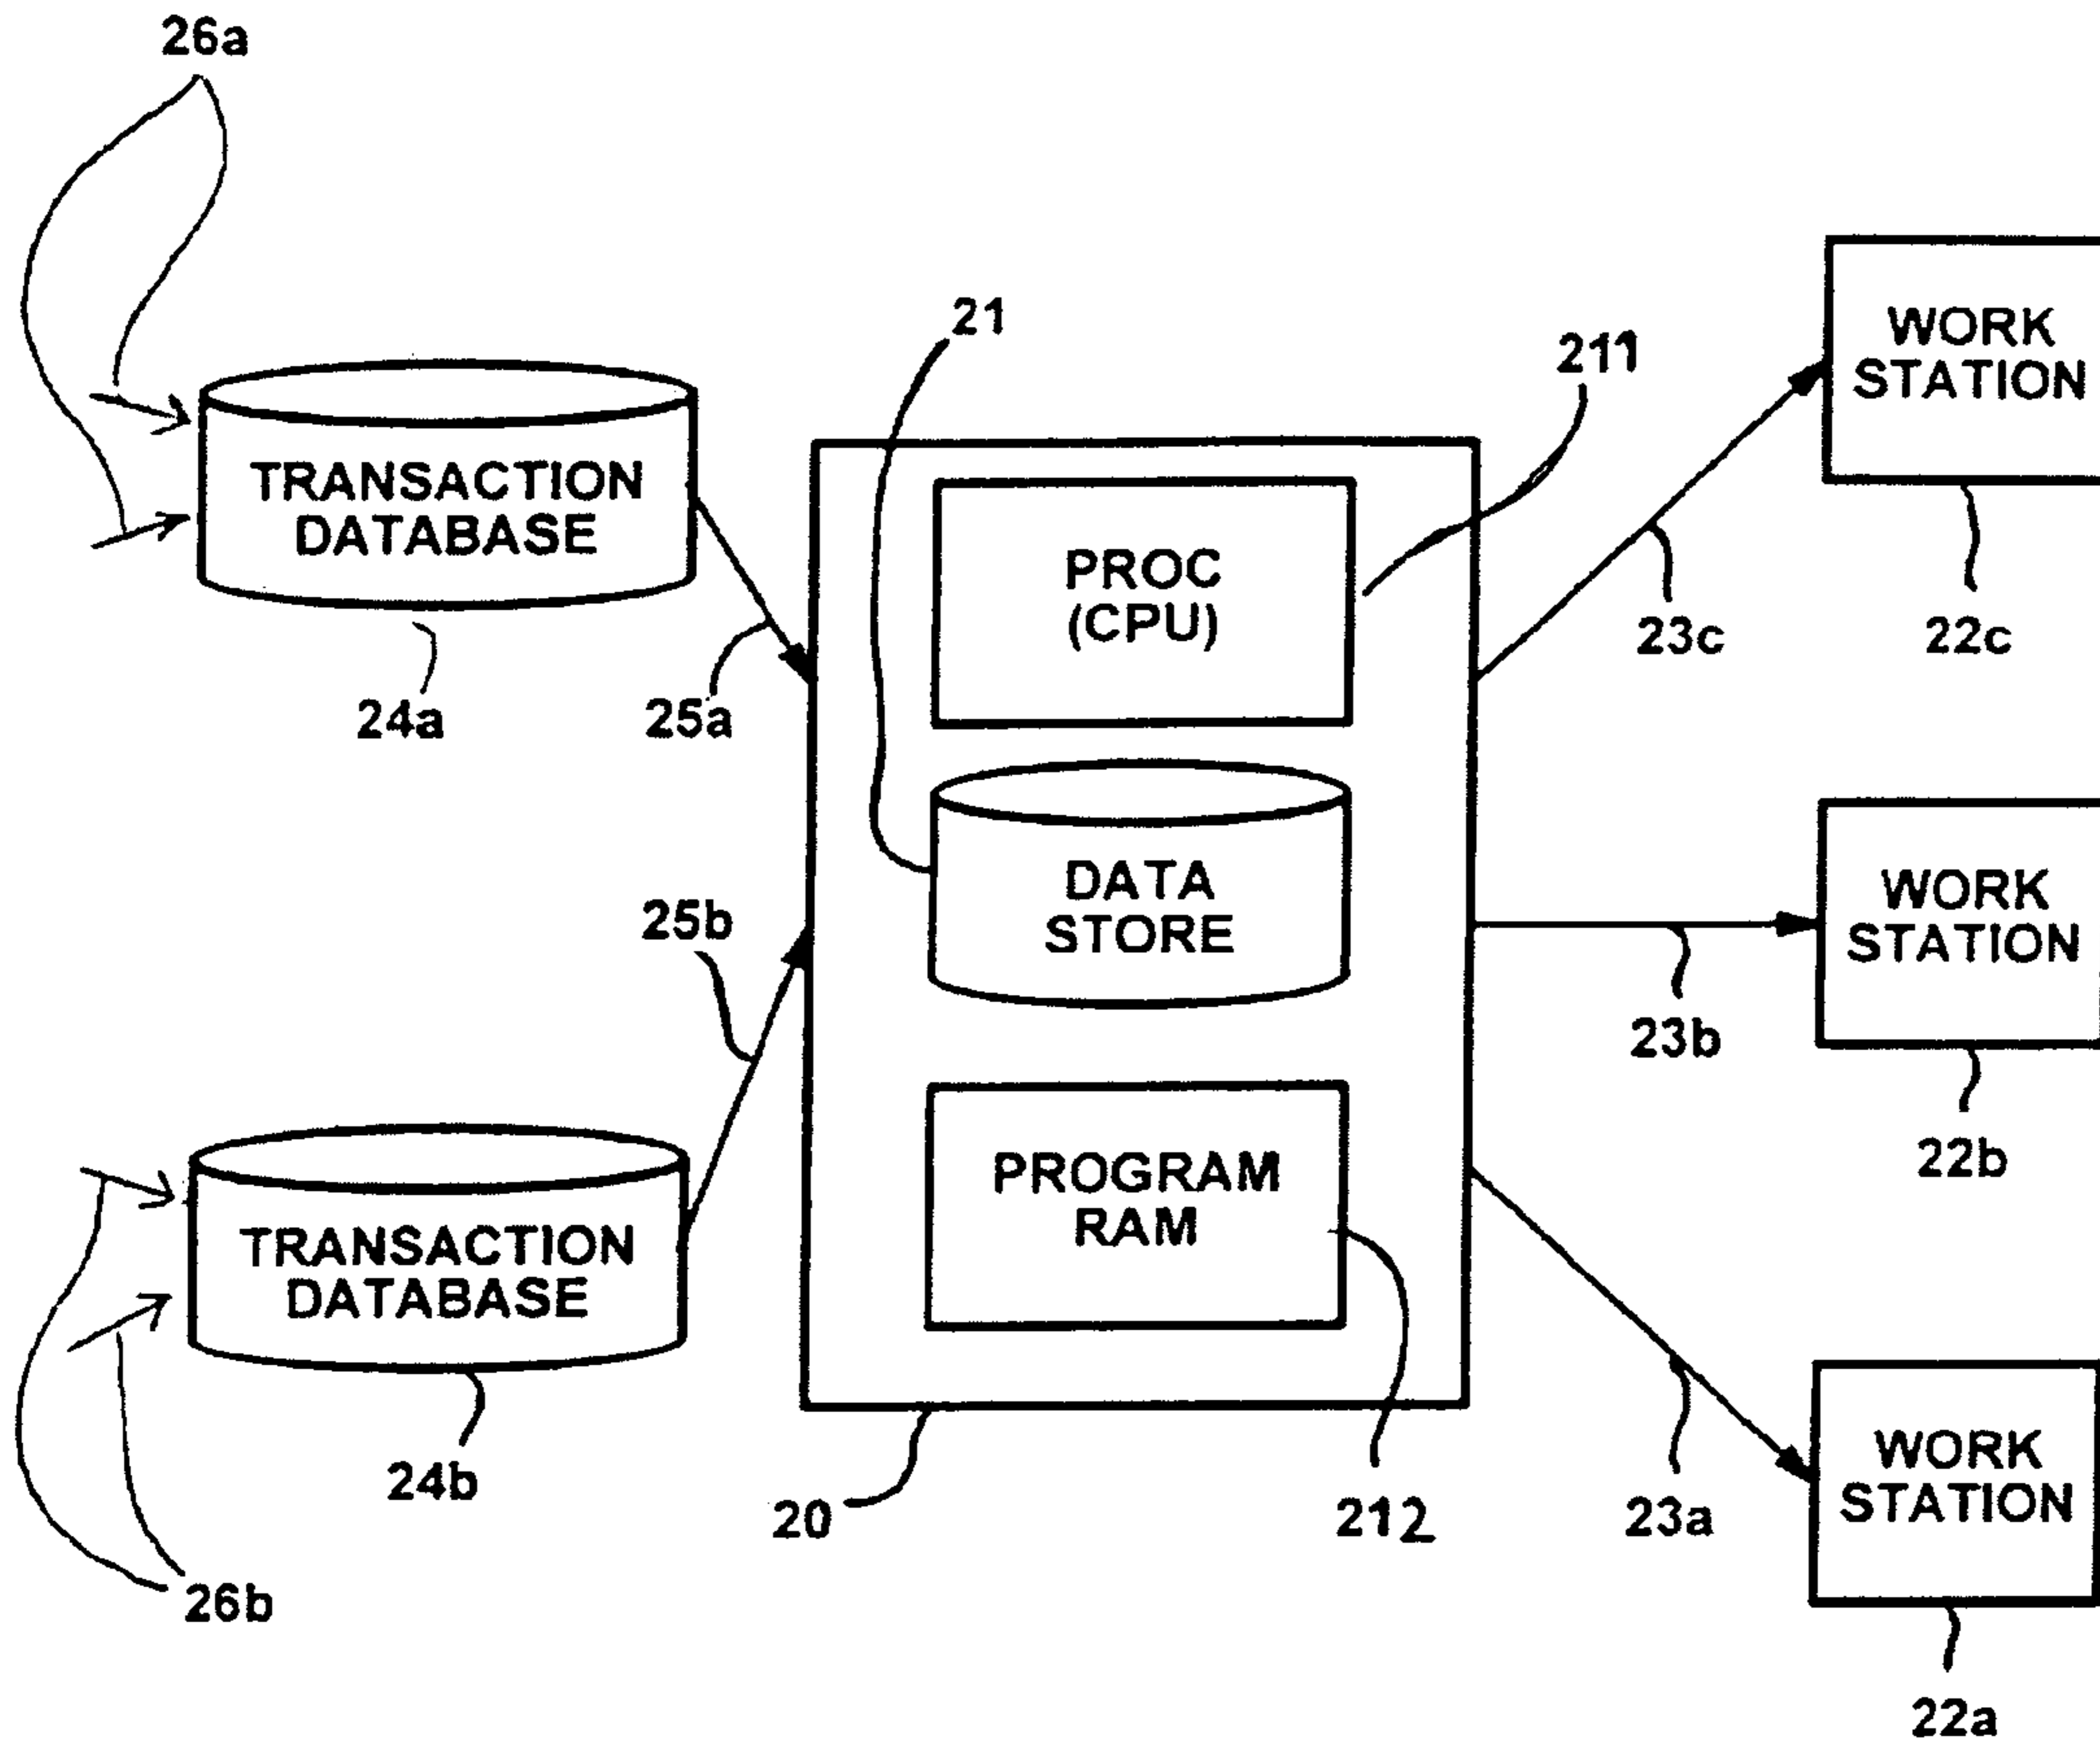 26a
21
211
WORK
STATION
TRANSACTION
DATABASE
PROC
(CPU)
23c
22c
24a
25a
DATA
STORE
25b
WORK
STATION
23b
22b
PROGRAM
RAM
TRANSACTION
DATABASE
24b
20
212
23a
WORK
STATION
26b
22a